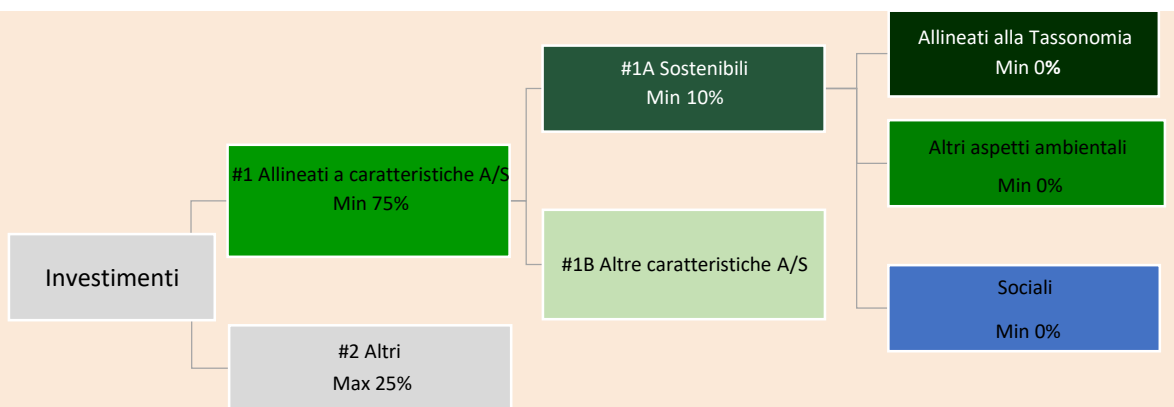 Investimenti
#1 Allineati a caratteristiche A/S
Min 75%
#2 Altri
Max 25%
#1A Sostenibili
Min 10%
#1B Altre caratteristiche A/S
Allineati alla Tassonomia
Min 0%
Altri aspetti ambientali
Min 0%
Sociali
Min 0%